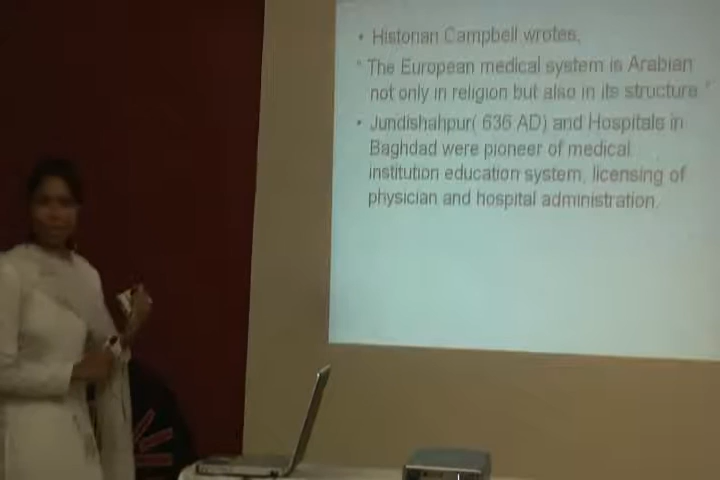 • Historian Campbell wrotes,
" The European medical system is Arabian
not only in religion but also in its structure "
• Jundishahpur( 636 AD) and Hospitals in
Baghdad were pioneer of medical
institution education system, licensing of
physician and hospital administration.